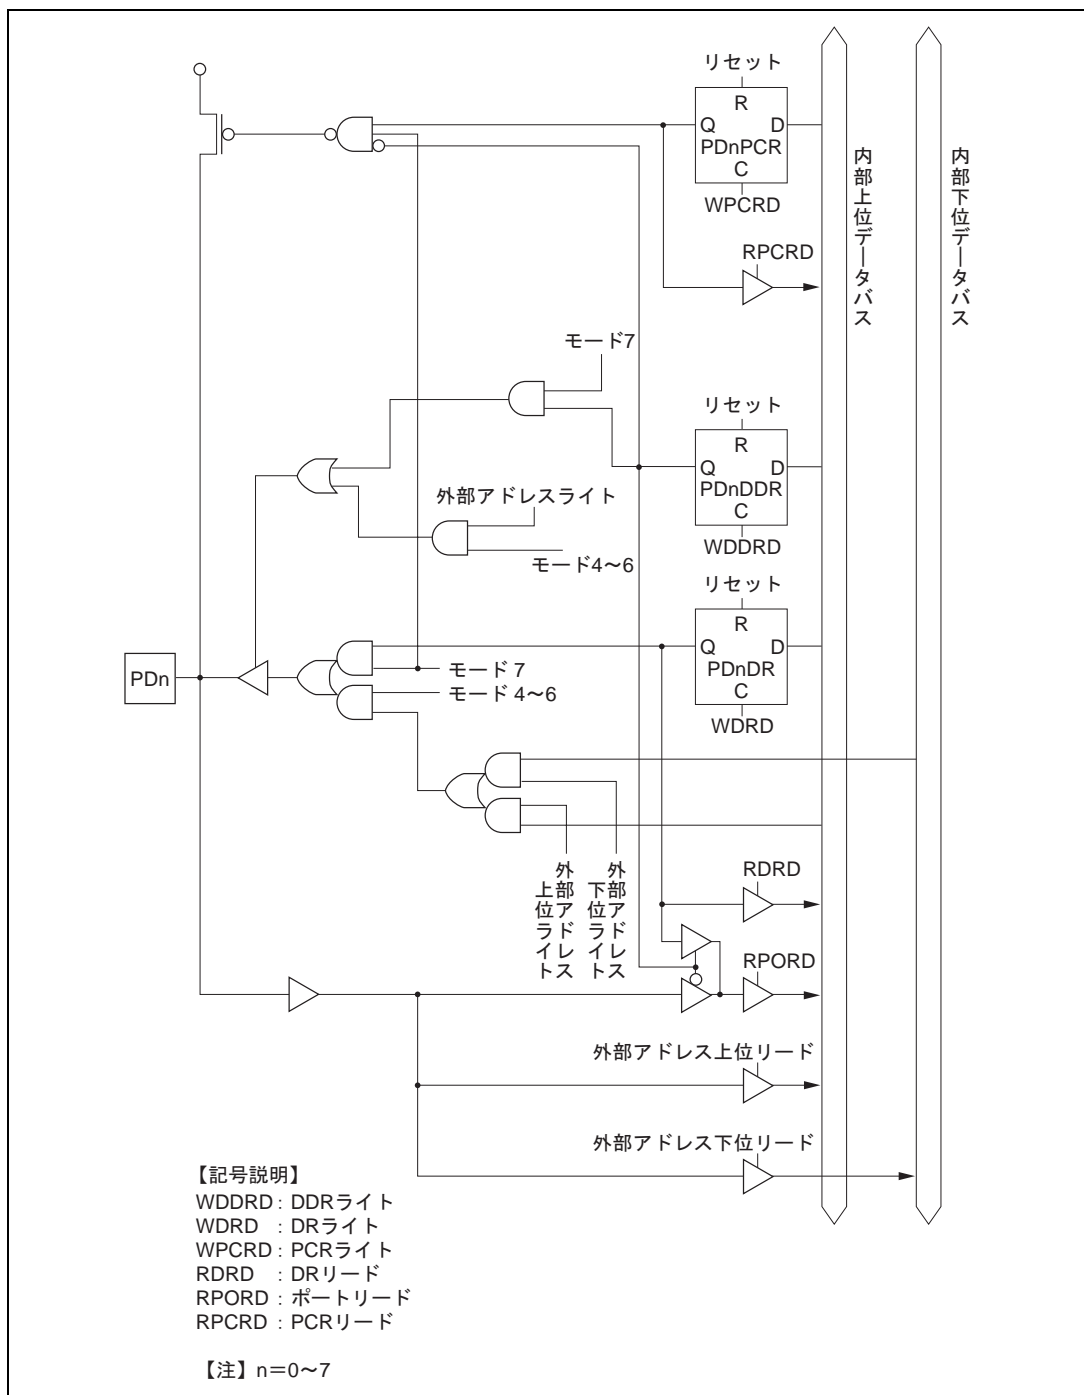 リセット
R
Q
D
PDnPCR
C
WPCRD
内部上位データバス
内部下位データバス
RPCRD
モード7
リセット
R
Q
D
PDnDDR
C
WDDRD
外部アドレスライト
モード4～6
リセット
R
Q
D
PDnDR
C
WDRD
PDn
モード 7
モード 4～6
外部アドレス
上位ライト
外部アドレス
下位ライト
RDRD
RPORD
外部アドレス上位リード
外部アドレス下位リード
【記号説明】
WDDRD : DDRライト
WDRD : DRライト
WPCRD : PCRライト
RDRD : DRリード
RPORD : ポートリード
RPCRD : PCRリード
【注】 n＝0～7